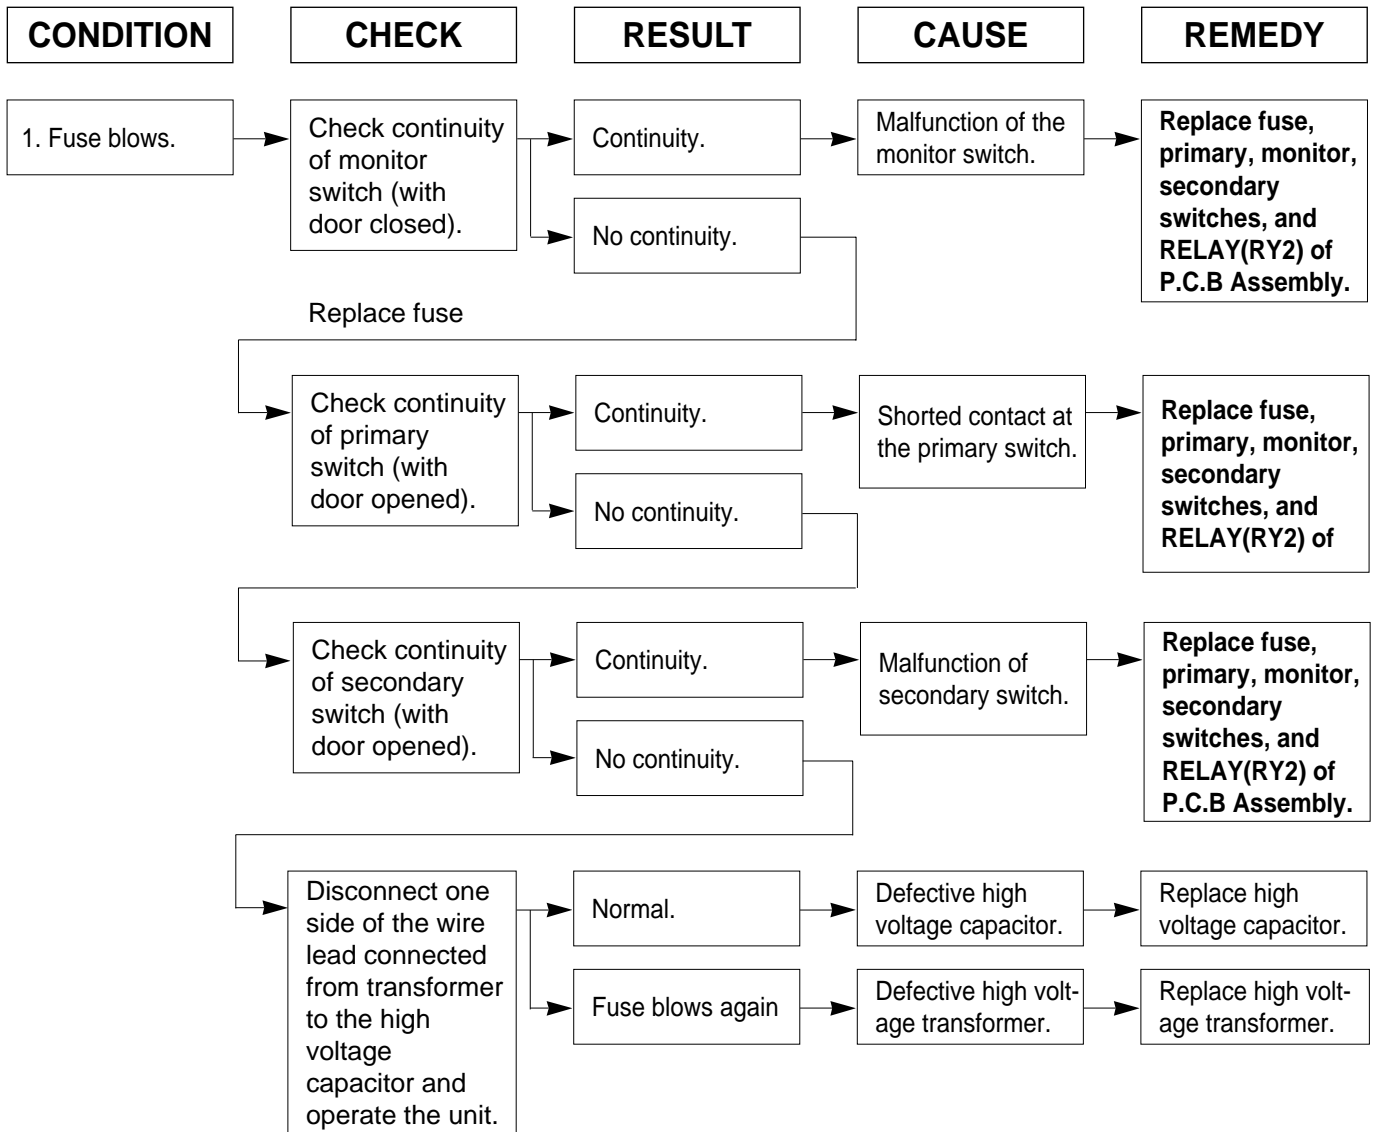 CONDITION
CHECK
RESULT
CAUSE
REMEDY
1. Fuse blows.
Check continuity
of monitor
switch (with
door closed).
Continuity.
No continuity.
Malfunction of the
monitor switch.
Replace fuse,
primary, monitor,
secondary
switches, and
RELAY(RY2) of
P.C.B Assembly.
Replace fuse
Check continuity
of primary
switch (with
door opened).
Continuity.
No continuity.
Shorted contact at
the primary switch.
Replace fuse,
primary, monitor,
secondary
switches, and
RELAY(RY2) of
Check continuity
of secondary
switch (with
door opened).
Continuity.
No continuity.
Malfunction of
secondary switch.
Replace fuse,
primary, monitor,
secondary
switches, and
RELAY(RY2) of
P.C.B Assembly.
Disconnect one
side of the wire
lead connected
from transformer
to the high
voltage
capacitor and
operate the unit.
Normal.
Defective high
voltage capacitor.
Replace high
voltage capacitor.
Fuse blows again
Defective high volt-
age transformer.
Replace high volt-
age transformer.